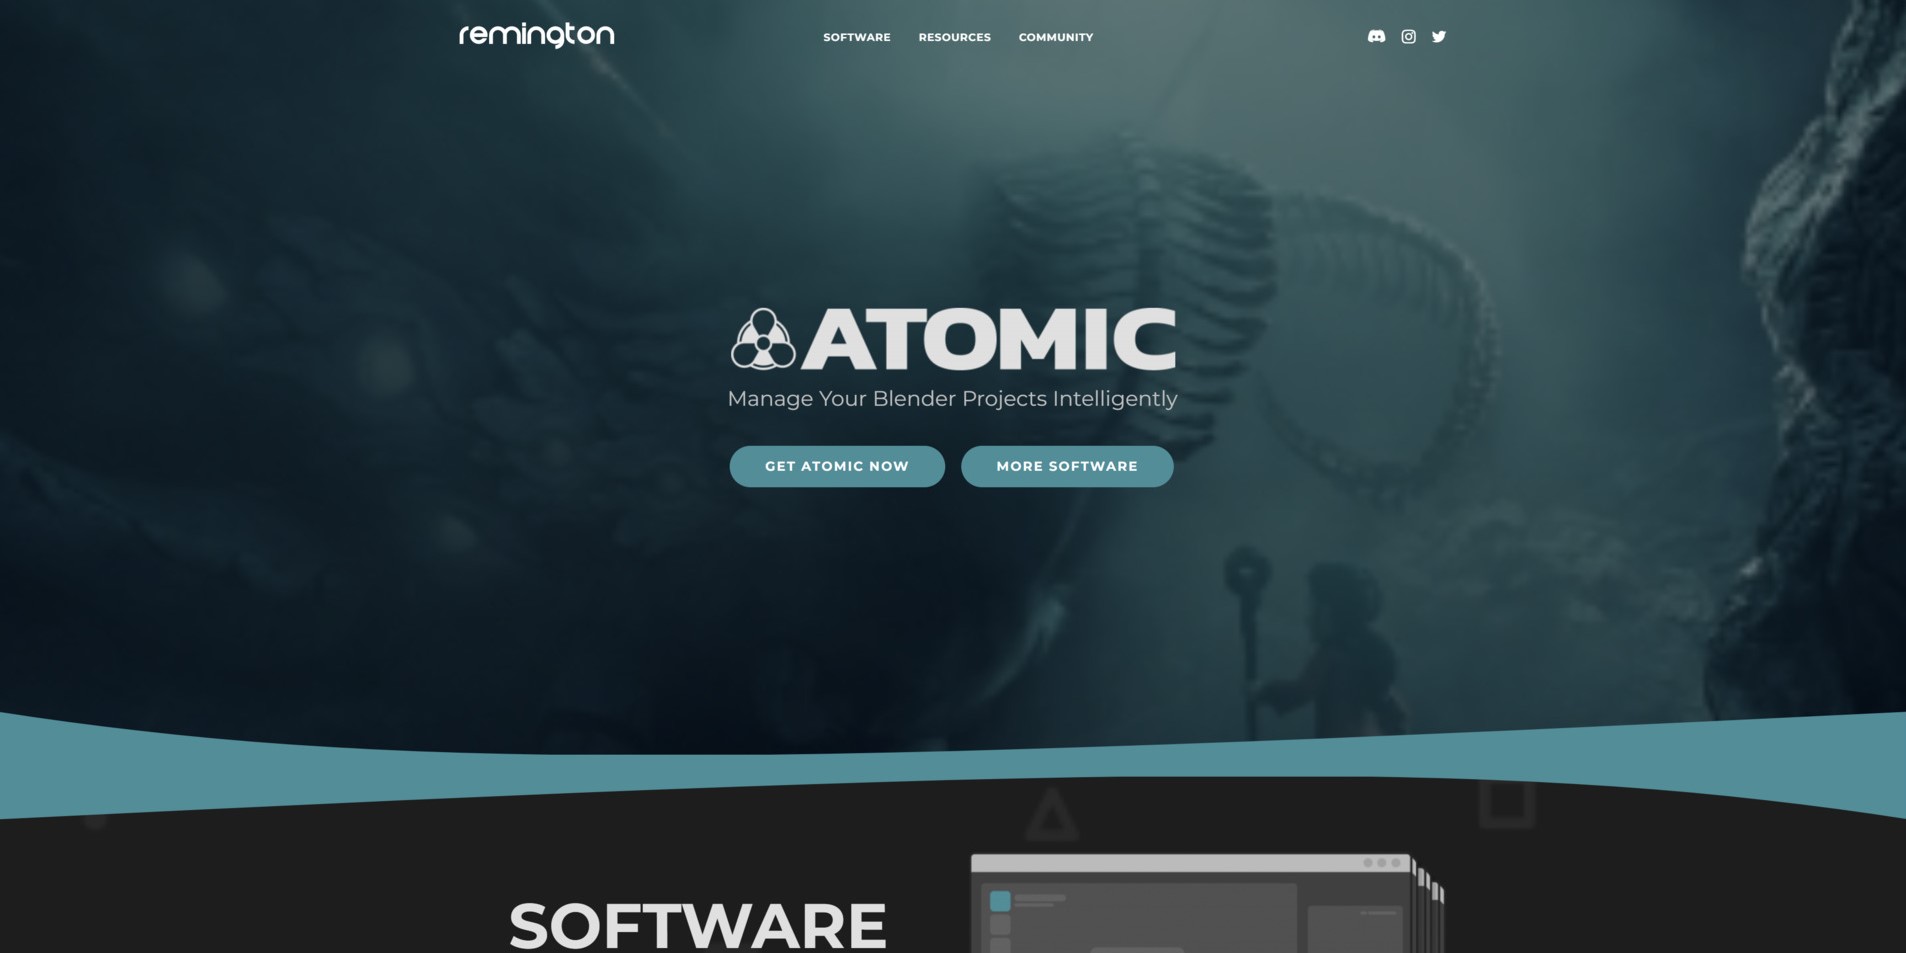 remington
SOFTWARE
RESOURCES
COMMUNITY
ATOMIC
Manage Your Blender Projects Intelligently
GET ATOMIC NOW
MORE SOFTWARE
SOFTWARE